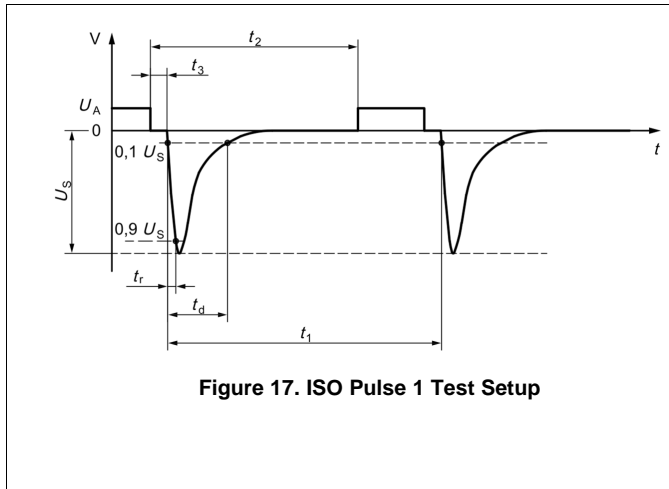 V
t2
t3
UA
0
t
0,1 US
US
0,9 US
tr
td
t1
Figure 17. ISO Pulse 1 Test Setup